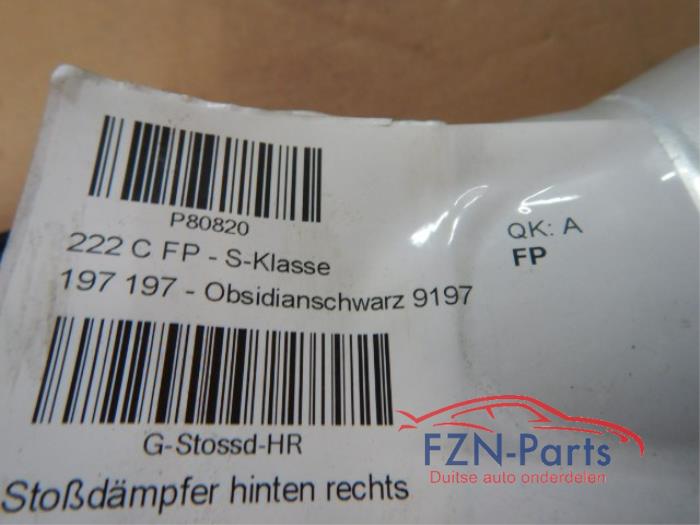 P80820
222 C FP - S-Klasse
197 197 - Obsidianschwarz 9197
QK: A
FP
G-Stossd-HR
Stoßdämpfer hinten rechts
FZN-Parts
Duitse auto onderdelen